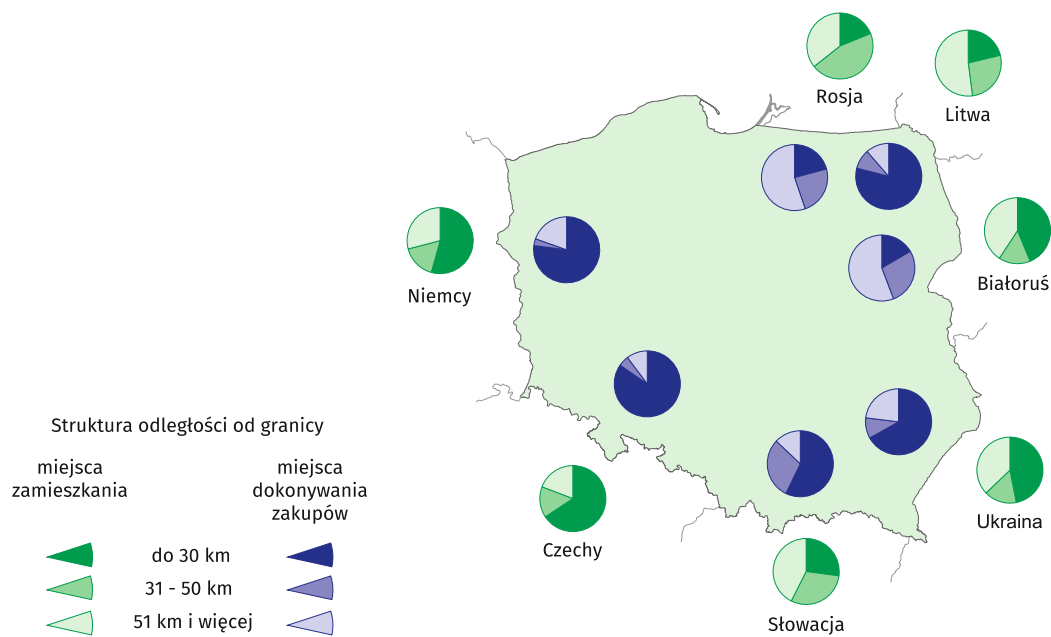 Rosja
Litwa
Białoruś
Niemcy
Struktura odległości od granicy
miejsca
zamieszkania
miejsca
dokonywania
zakupów
Czechy
Ukraina
do 30 km
31 - 50 km
51 km i więcej
Słowacja